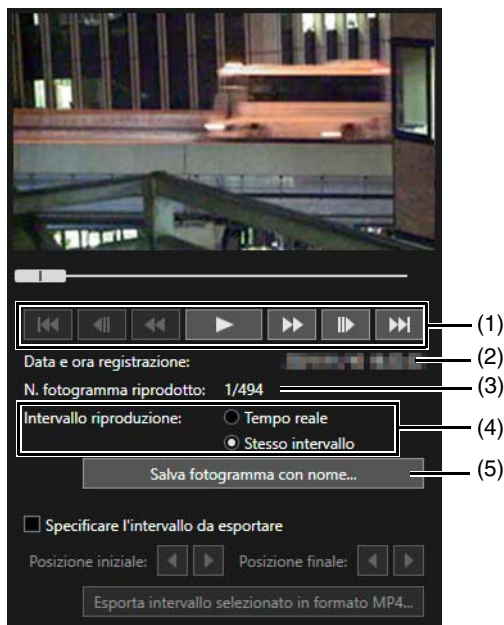 (1)
Data e ora registrazione: (2)
N. fotogramma riprodotto: 1/494 (3)
Intervallo riproduzione: Tempo reale (4)
Stesso intervallo
Salva fotogramma con nome... (5)
Specificare l'intervallo da esportare
Posizione iniziale: Posizione finale:
Esporta intervallo selezionato in formato MP4...